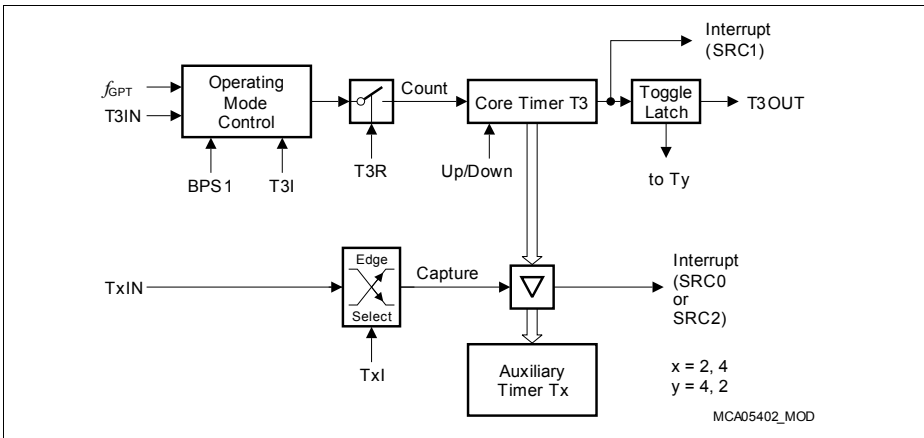 Interrupt
(SRC1)
fGPT
T3IN
Operating
Mode
Control
Count
Core Timer T3
Toggle
Latch
T3OUT
BPS1
T3I
T3R
Up/Down
to Ty
TxIN
Edge
Select
Capture
Interrupt
(SRC0
or
SRC2)
TxI
Auxiliary
Timer Tx
x = 2, 4
y = 4, 2
MCA05402_MOD